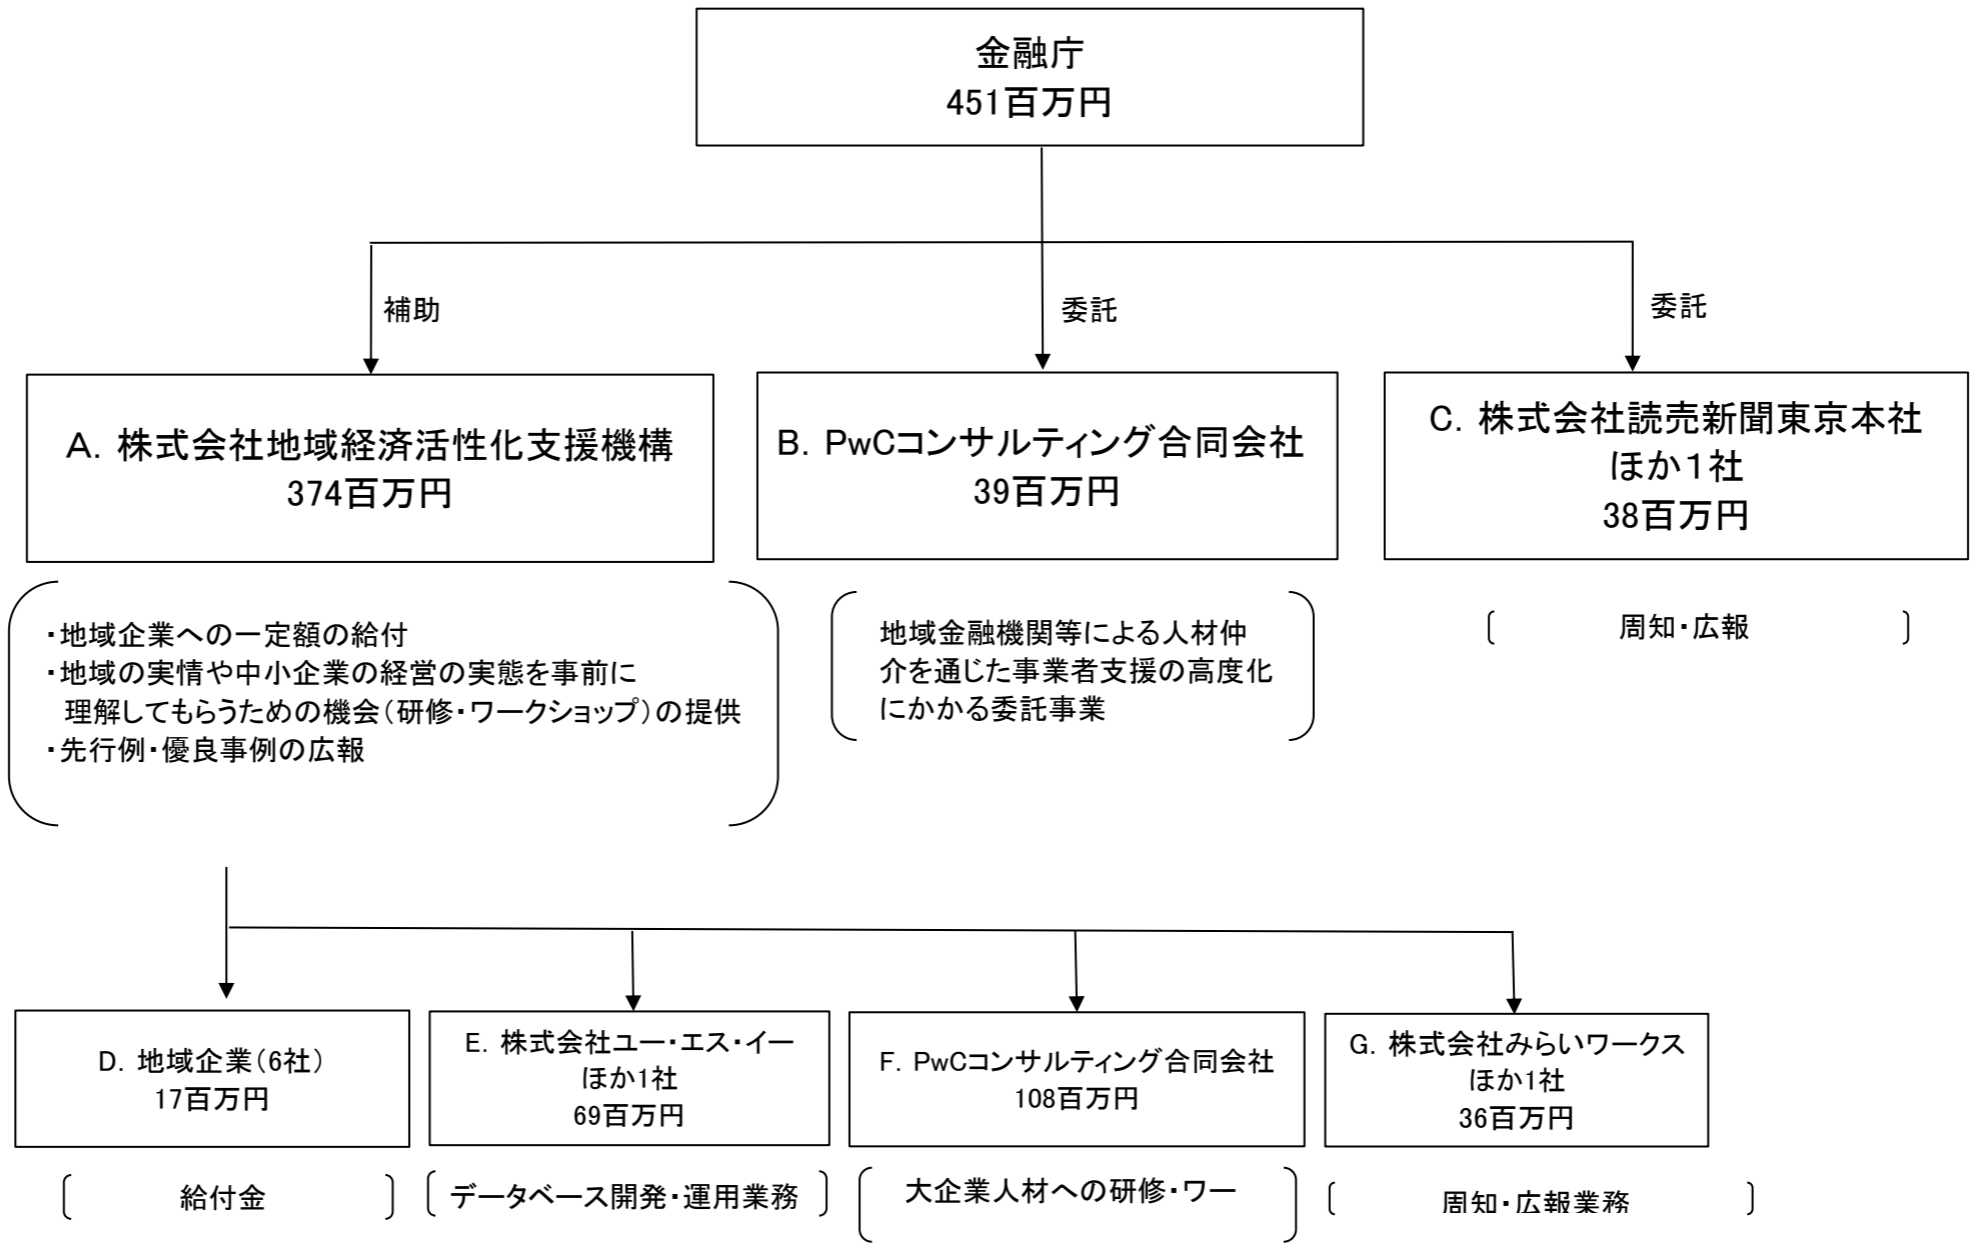 金融庁
451百万円
補助
委託
委託
A. 株式会社地域経済活性化支援機構
374百万円
B. PwCコンサルティング合同会社
39百万円
C. 株式会社読売新聞東京本社
ほか１社
38百万円
・地域企業への一定額の給付
・地域の実情や中小企業の経営の実態を事前に
理解してもらうための機会（研修・ワークショップ）の提供
・先行例・優良事例の広報
地域金融機関等による人材仲
介を通じた事業者支援の高度化
にかかる委託事業
周知・広報
D. 地域企業（6社）
17百万円
E. 株式会社ユー・エス・イー
ほか1社
69百万円
F. PwCコンサルティング合同会社
108百万円
G. 株式会社みらいワークス
ほか1社
36百万円
給付金
データベース開発・運用業務
大企業人材への研修・ワー
周知・広報業務